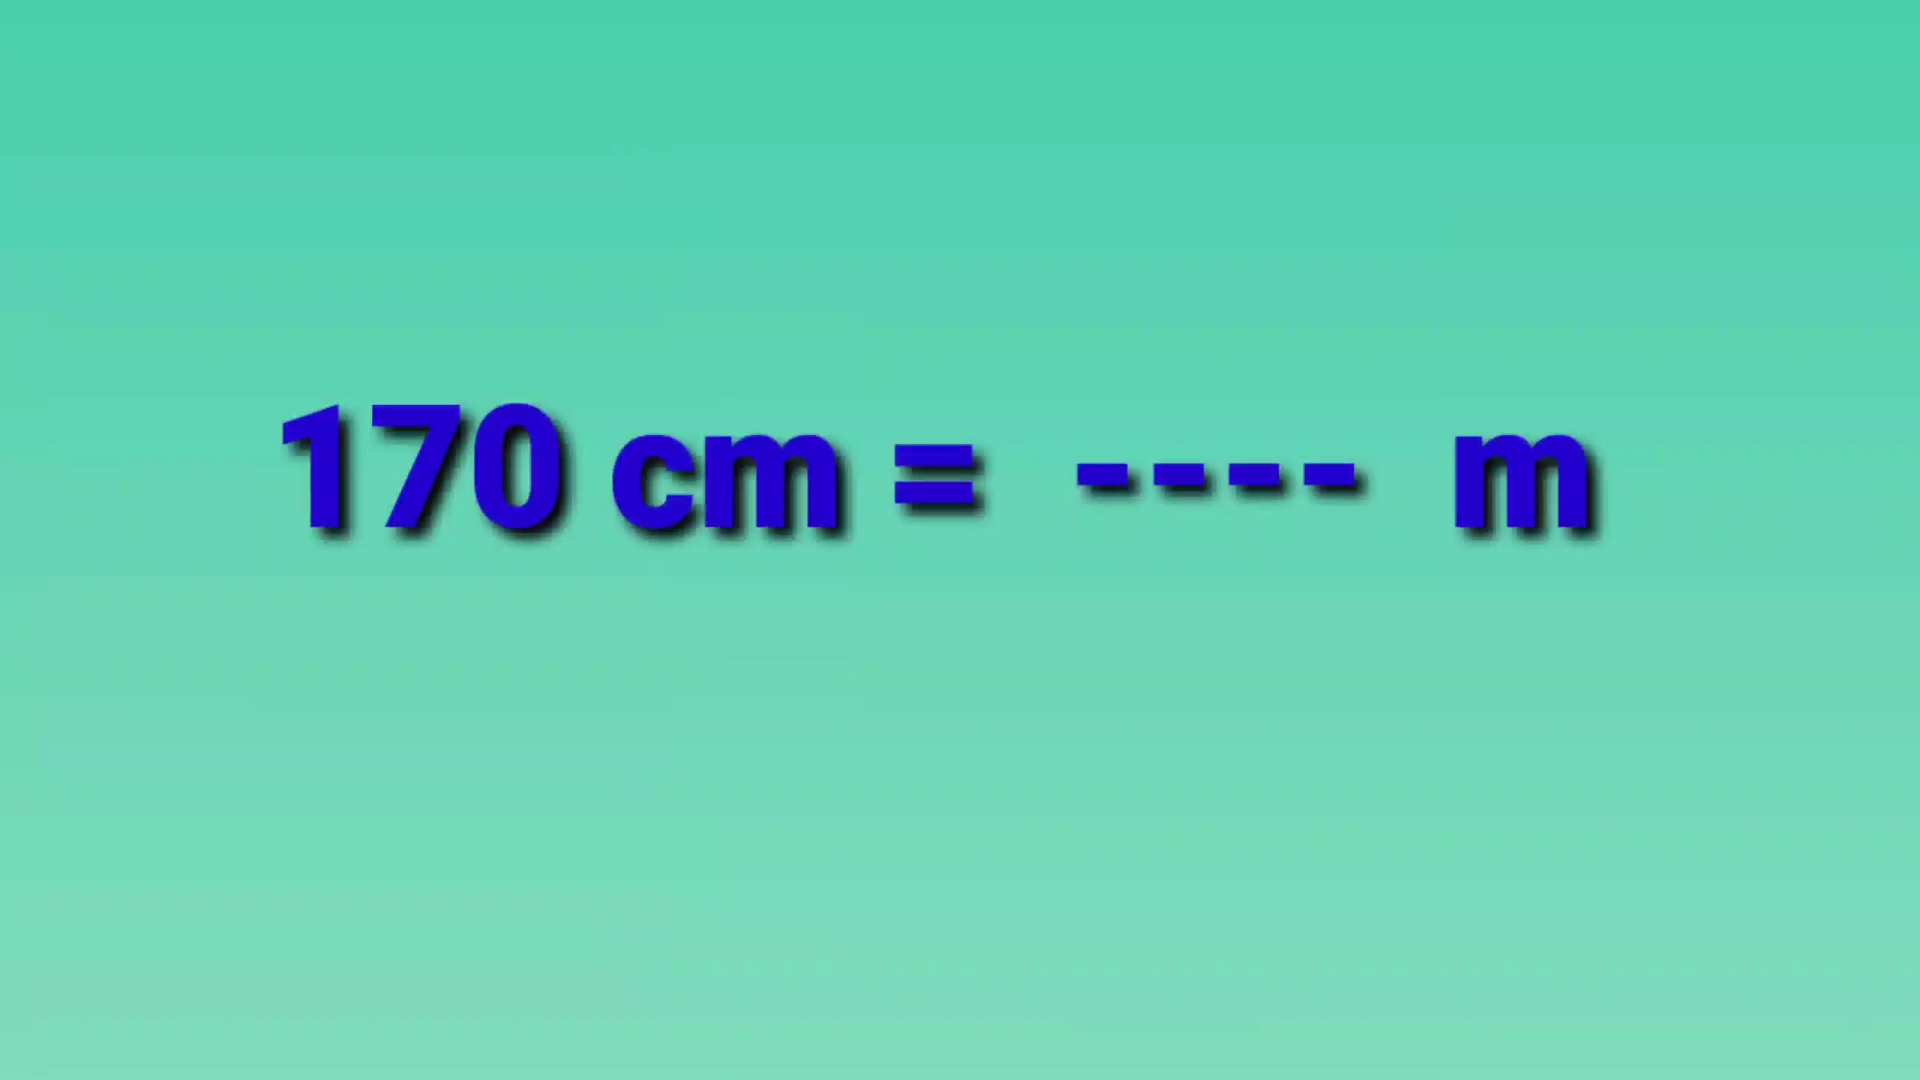 170 cm = ---- m